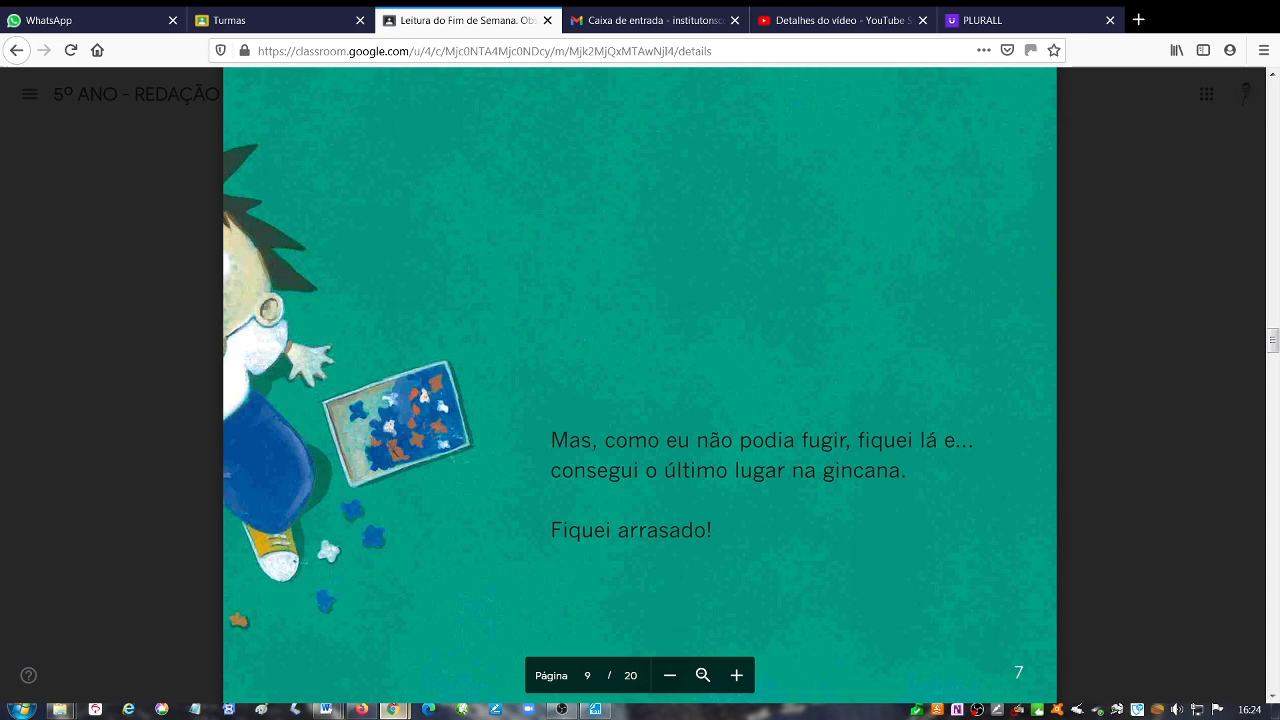 WhatsApp
Turmas
Leitura do Fim de Semana. Obs
Caixa de entrada - institutonsc
Detalhes do vídeo - YouTube S
PLURALL
https://classroom.google.com/u/4/c/Mjc0NTA4Mjc0NDcy/m/Mjk2MjQxMTAwNjI4/details
5º ANO - REDAÇÃO
Mas, como eu não podia fugir, fiquei lá e...
consegui o último lugar na gincana.
Fiquei arrasado!
7
Página 9 / 20
16:24